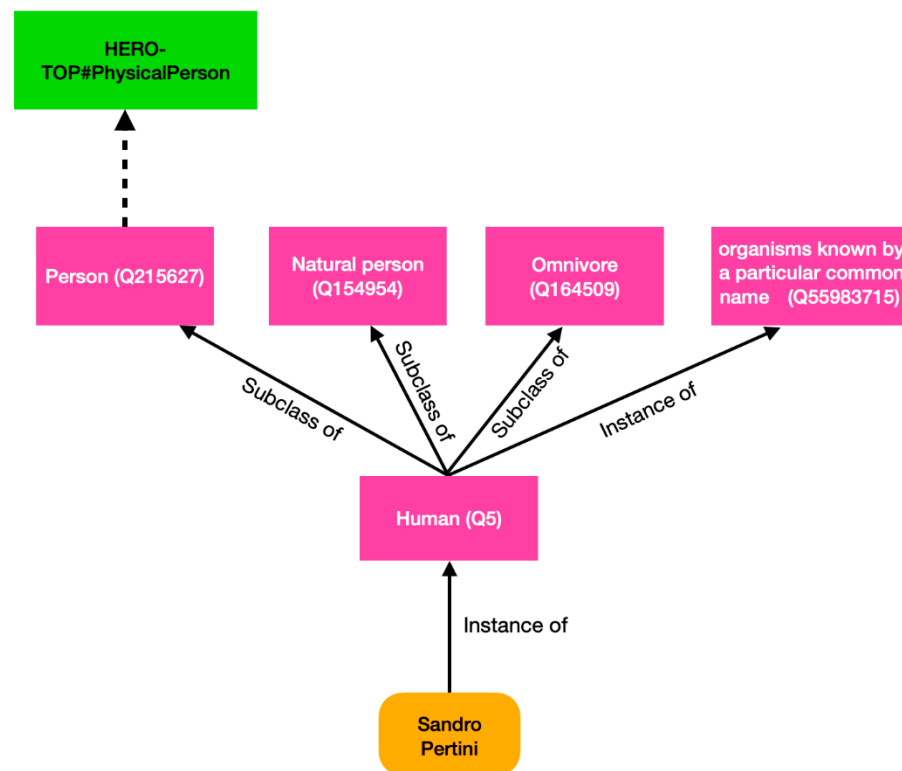 HERO-
TOP#PhysicalPerson
Person (Q215627)
Natural person
(Q154954)
Omnivore
(Q164509)
organisms known by
a particular common
name (Q55983715)
Subclass of
Subclass of
Subclass of
Instance of
Human (Q5)
Instance of
Sandro
Pertini